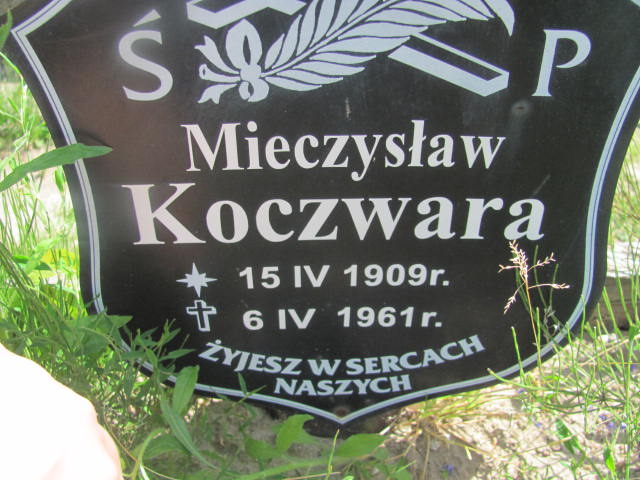 Ś P
Mieczysław
Koczwara
15 IV 1909r.
6 IV 1961r.
ŻYJESZ W SERCACH
NASZYCH